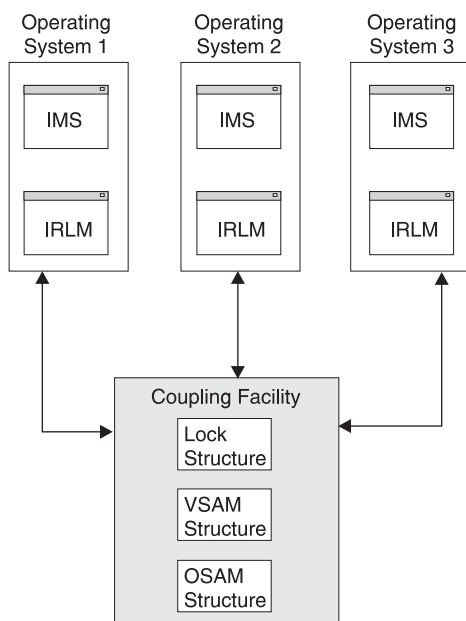 Operating
System 1
Operating
System 2
Operating
System 3
IMS
IMS
IMS
IRLM
IRLM
IRLM
Coupling Facility
Lock
Structure
VSAM
Structure
OSAM
Structure